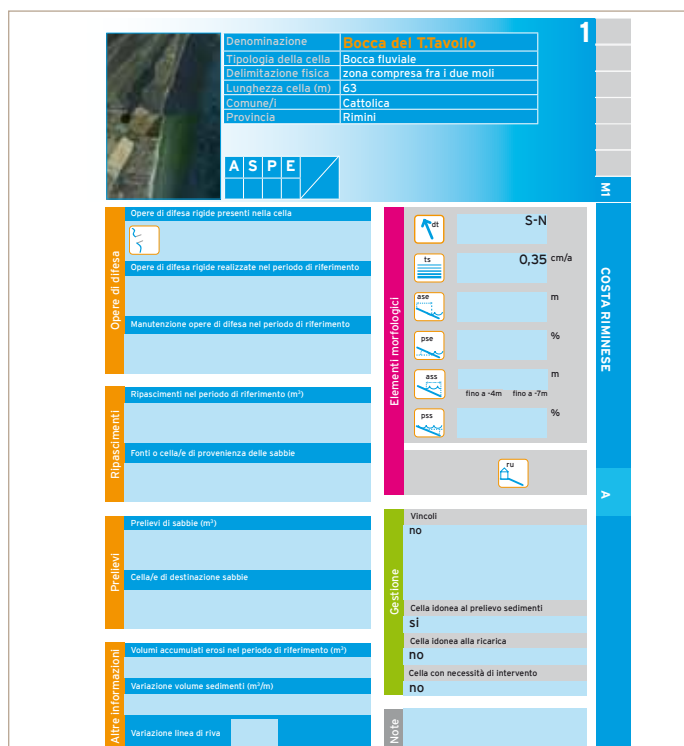 1
Denominazione Bocca del T.Tavollo
Tipologia della cella Bocca fluviale
Delimitazione fisica zona compresa fra i due moli
Lunghezza cella (m) 63
Comune/i Cattolica
Provincia Rimini
A S P E
M1
COSTA RIMINESE
A
Opere di difesa
Opere di difesa rigide presenti nella cella
Opere di difesa rigide realizzate nel periodo di riferimento
Manutenzione opere di difesa nel periodo di riferimento
Ripascimenti
Ripascimenti nel periodo di riferimento (m³)
Fonti o cella/e di provenienza delle sabbie
Prelievi
Prelievi di sabbie (m³)
Cella/e di destinazione sabbie
Altre informazioni
Volumi accumulati erosi nel periodo di riferimento (m³)
Variazione volume sedimenti (m³/m)
Variazione linea di riva
Elementi morfologici
dt S-N
ts 0,35 cm/a
ase m
pse %
ass m
fino a -4m fino a -7m
pss %
ru
Gestione
Vincoli
no
Cella idonea al prelievo sedimenti
si
Cella idonea alla ricarica
no
Cella con necessità di intervento
no
Note